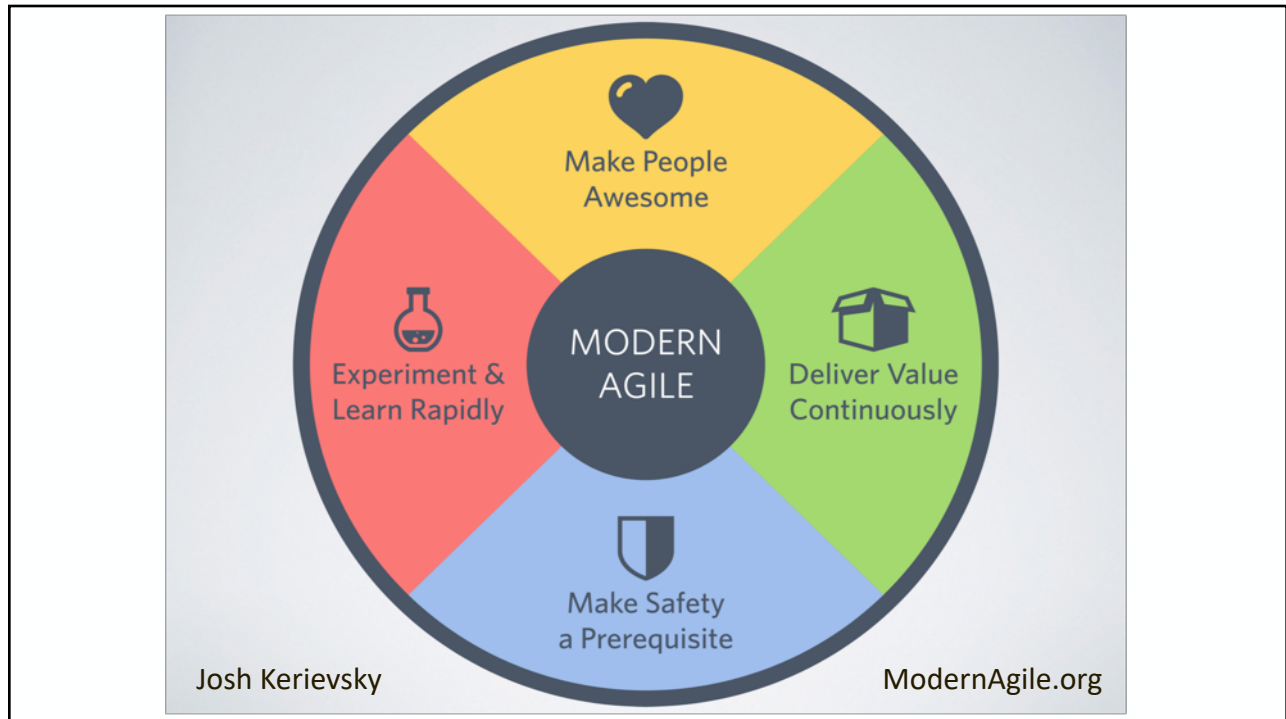 Make People
Awesome
Experiment &
Learn Rapidly
MODERN
AGILE
Deliver Value
Continuously
Make Safety
a Prerequisite
Josh Kerievsky
ModernAgile.org